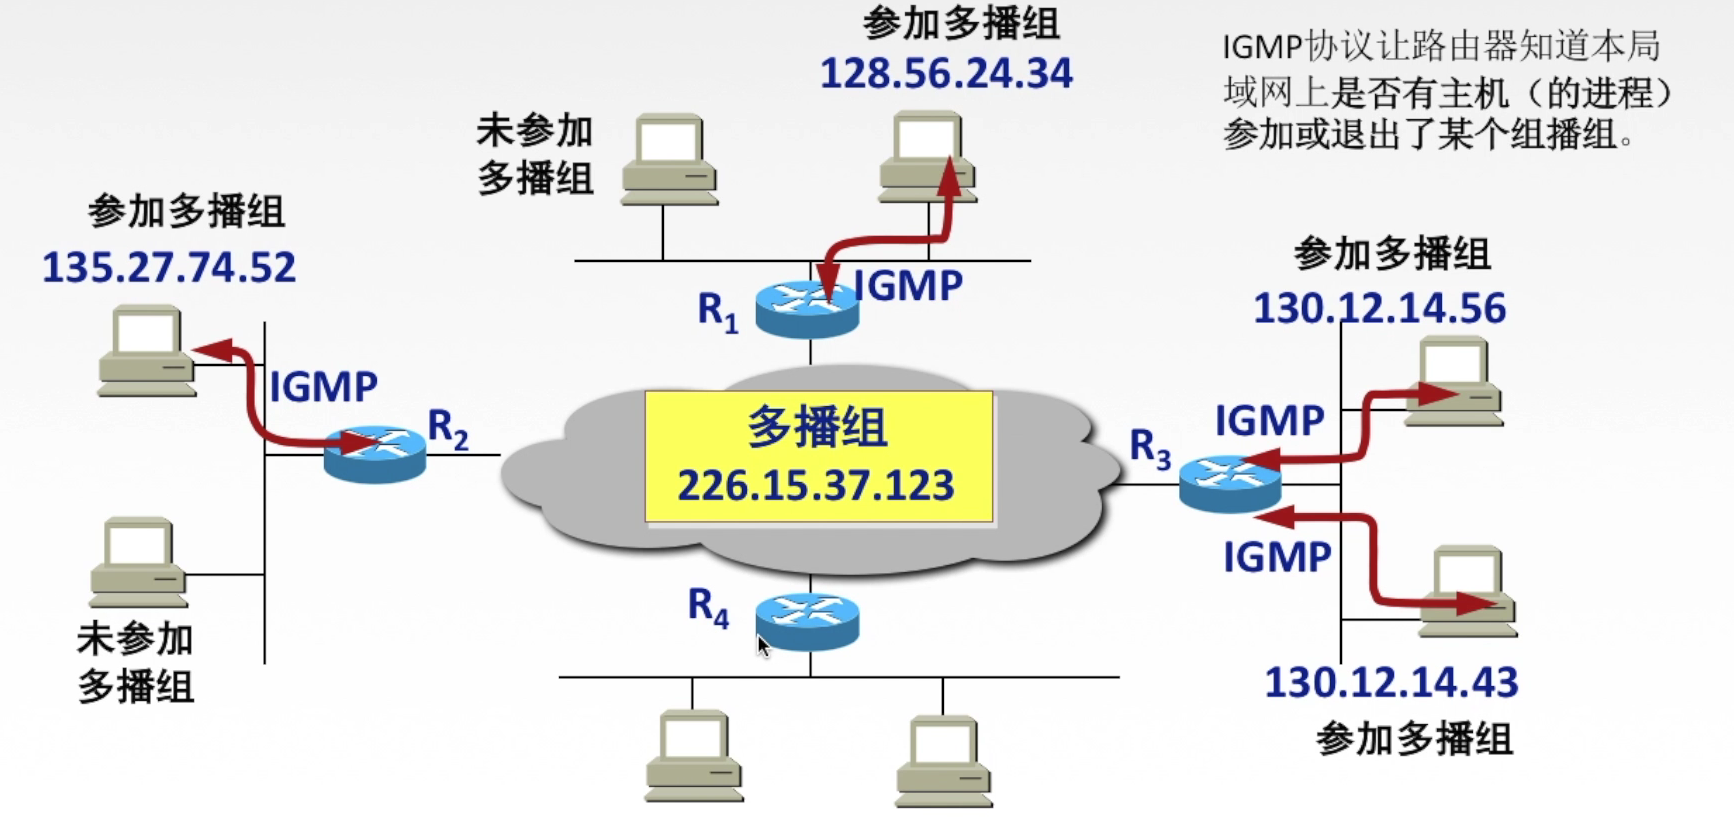 参加多播组
128.56.24.34
IGMP协议让路由器知道本局
域网上是否有主机（的进程）
参加或退出了某个组播组。
未参加
多播组
参加多播组
135.27.74.52
IGMP
R1
参加多播组
130.12.14.56
IGMP
R2
多播组
226.15.37.123
IGMP
R3
IGMP
R4
未参加
多播组
130.12.14.43
参加多播组